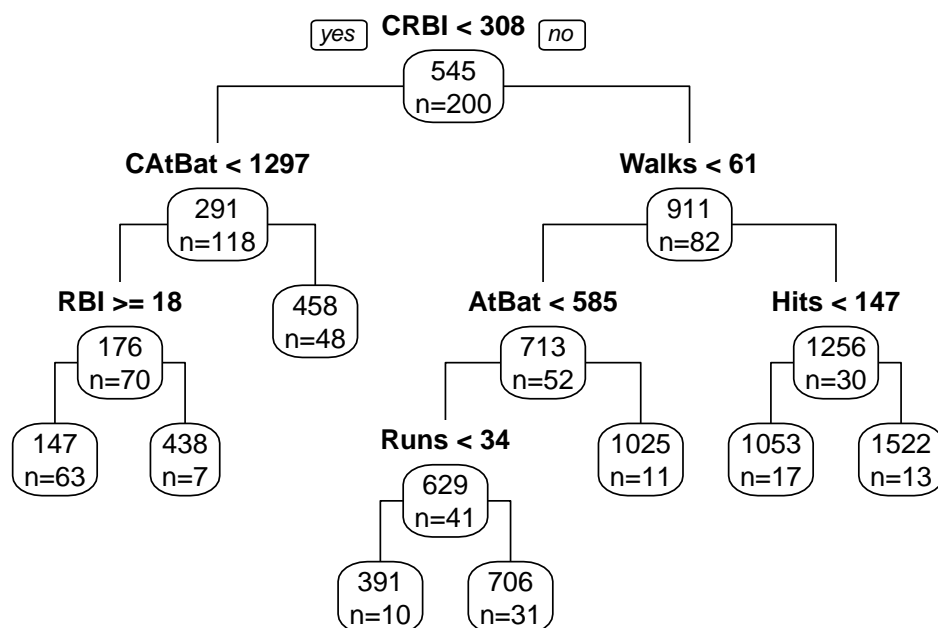 yes CRBI < 308 no
545
n=200
CAtBat < 1297 Walks < 61
291 911
n=118 n=82
RBI >= 18 AtBat < 585 Hits < 147
458
n=48
176 713 1256
n=70 n=52 n=30
147 438 Runs < 34 1025 1053 1522
n=63 n=7 n=11 n=17 n=13
629
n=41
391 706
n=10 n=31